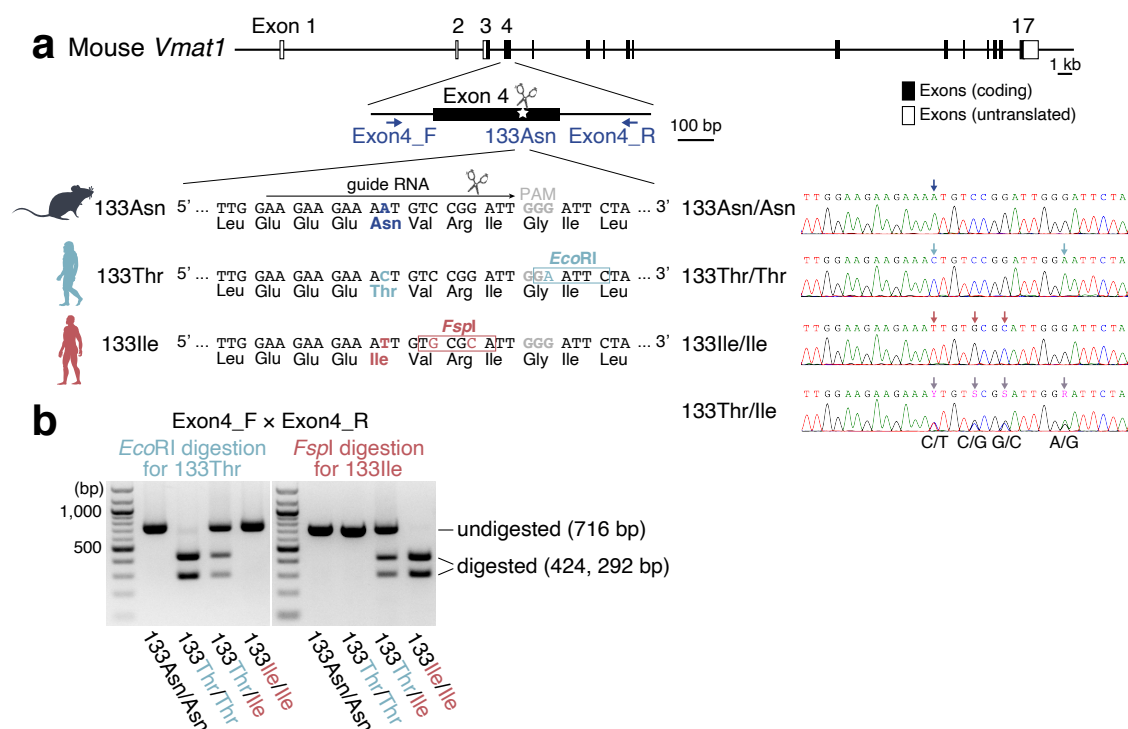 a Mouse Vmat1
Exon 1 2 3 4 17
1 kb
Exons (coding)
Exons (untranslated)
Exon 4
Exon4_F 133Asn Exon4_R
100 bp
guide RNA PAM
133Asn 5’ ... TTG GAA GAA GAA AAT GTC CGG ATT GGG ATT CTA ... 3’
Leu Glu Glu Glu Asn Val Arg Ile Gly Ile Leu
EcoRI
133Thr 5’ ... TTG GAA GAA GAA ACT GTC CGG ATT GGA ATT CTA ... 3’
Leu Glu Glu Glu Thr Val Arg Ile Gly Ile Leu
FspI
133Ile 5’ ... TTG GAA GAA GAA ATT GTG CGC ATT GGG ATT CTA ... 3’
Leu Glu Glu Glu Ile Val Arg Ile Gly Ile Leu
133Asn/Asn
TTGGAAGAAGAAAATGTCCGGATTGGGATTCTA
133Thr/Thr
TTGGAAGAAGAAACTGTCCGGATTGGAATTCTA
133Ile/Ile
TTGGAAGAAGAAATTGTGCGCATTGGGATTCTA
133Thr/Ile
TTGGAAGAAGAAAYTGTSCGSATTGGRATTCTA
C/T C/G G/C A/G
b
Exon4_F × Exon4_R
EcoRI digestion
for 133Thr
FspI digestion
for 133Ile
(bp)
1,000
500
undigested (716 bp)
digested (424, 292 bp)
133Asn/Asn
133Thr/Thr
133Thr/Ile
133Ile/Ile
133Asn/Asn
133Thr/Thr
133Thr/Ile
133Ile/Ile